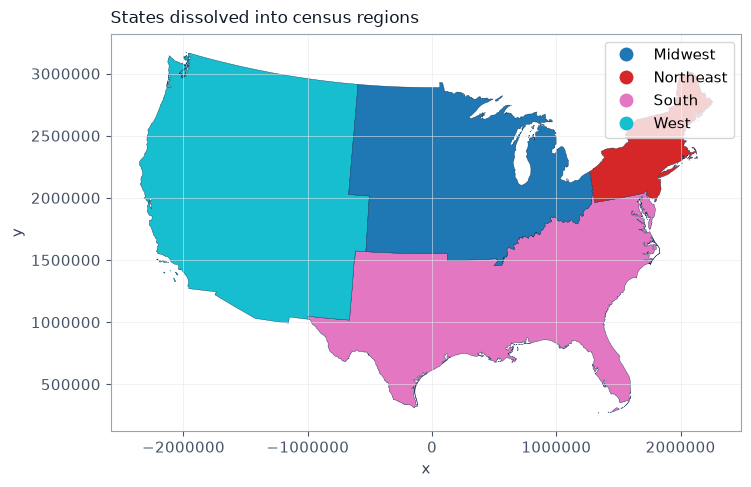 States dissolved into census regions
Midwest
Northeast
South
West
3000000
2500000
2000000
1500000
1000000
500000
y
−2000000 −1000000 0 1000000 2000000
x